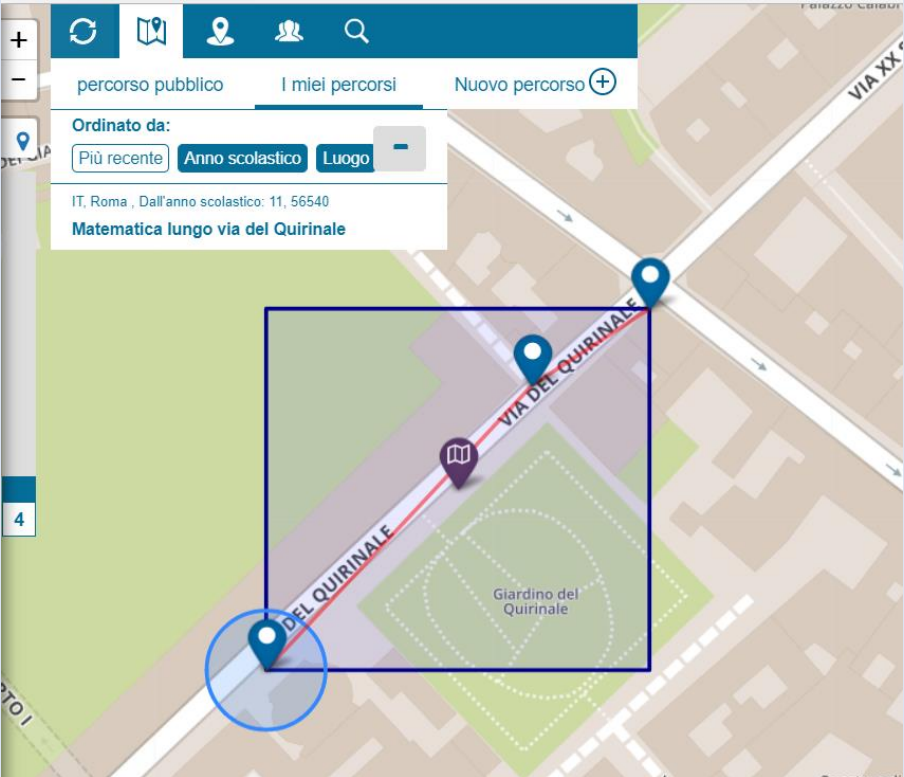 +
−
percorso pubblico
I miei percorsi
Nuovo percorso
Ordinato da:
Più recente
Anno scolastico
Luogo
-
IT, Roma , Dall'anno scolastico: 11, 56540
Matematica lungo via del Quirinale
VIA XX
VIA DEL QUIRINALE
DEL QUIRINALE
4
Giardino del
Quirinale